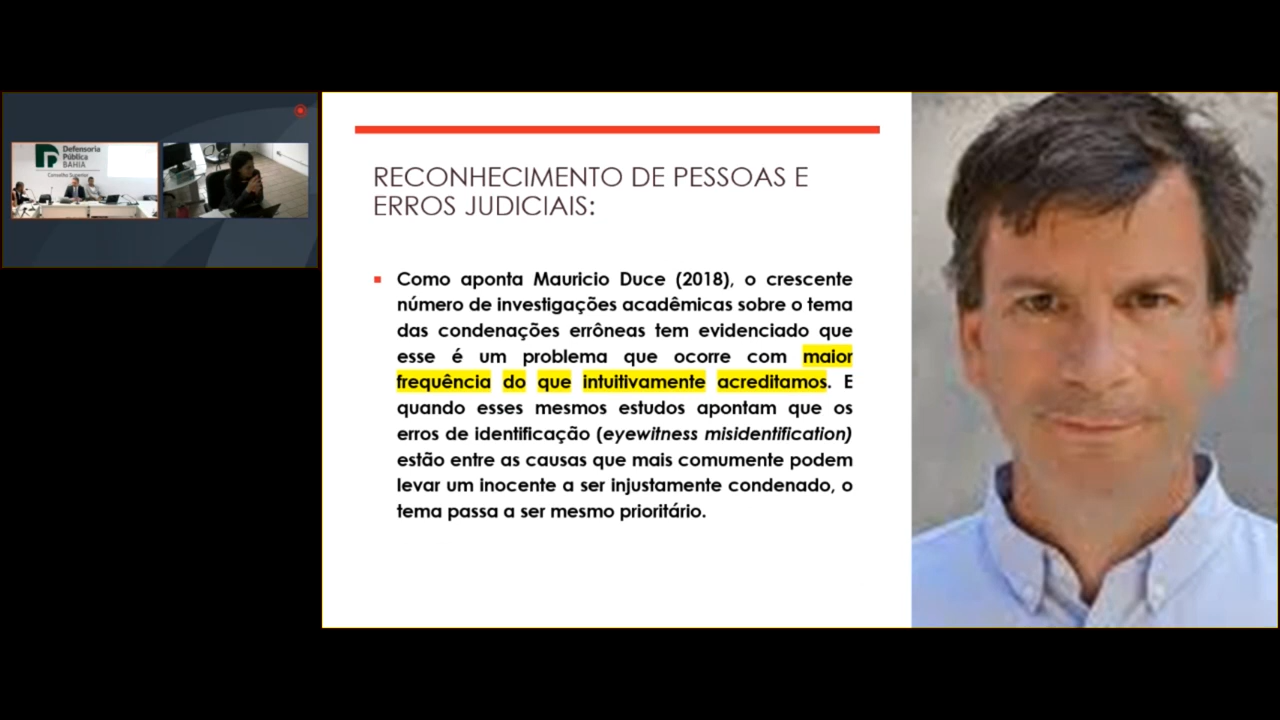 Defensoria
Pública
BAHIA
Conselho Superior
RECONHECIMENTO DE PESSOAS E
ERROS JUDICIAIS:
Como aponta Mauricio Duce (2018), o crescente
número de investigações acadêmicas sobre o tema
das condenações errôneas tem evidenciado que
esse é um problema que ocorre com maior
frequência do que intuitivamente acreditamos. E
quando esses mesmos estudos apontam que os
erros de identificação (eyewitness misidentification)
estão entre as causas que mais comumente podem
levar um inocente a ser injustamente condenado, o
tema passa a ser mesmo prioritário.